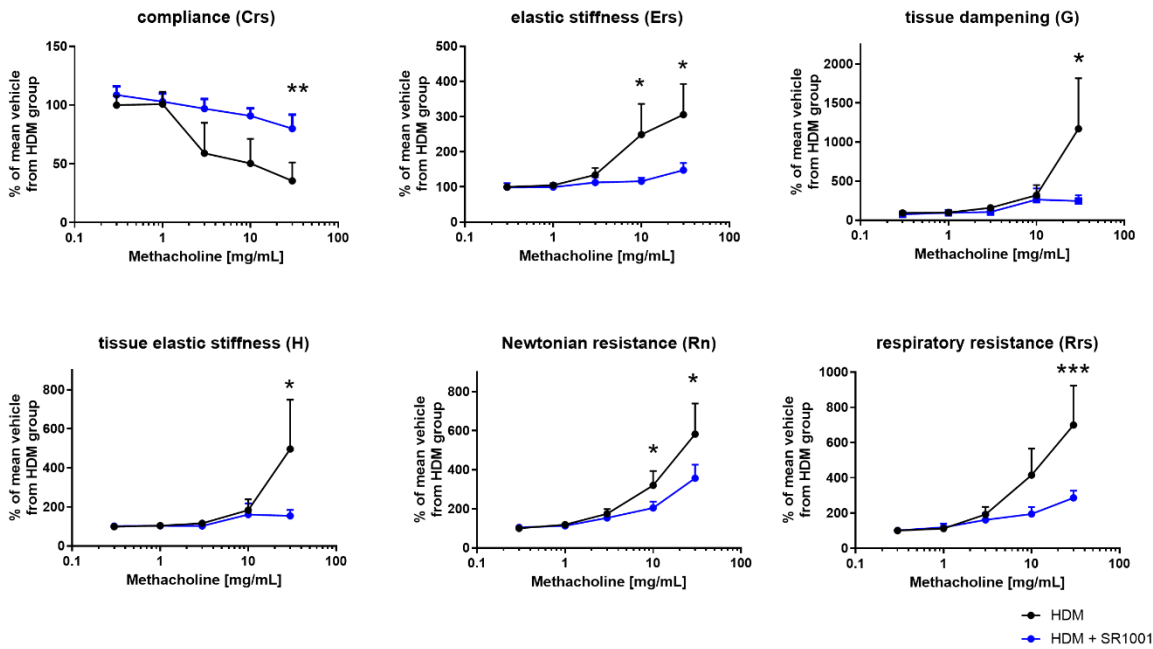 compliance (Crs)
% of mean vehicle
from HDM group
150
100
50
0
**
0.1
1
10
100
Methacholine [mg/mL]
elastic stiffness (Ers)
% of mean vehicle
from HDM group
500
400
300
200
100
0
*
*
0.1
1
10
100
Methacholine [mg/mL]
tissue dampening (G)
% of mean vehicle
from HDM group
2000
1500
1000
500
0
*
0.1
1
10
100
Methacholine [mg/mL]
tissue elastic stiffness (H)
% of mean vehicle
from HDM group
800
600
400
200
0
*
0.1
1
10
100
Methacholine [mg/mL]
Newtonian resistance (Rn)
% of mean vehicle
from HDM group
800
600
400
200
0
*
*
0.1
1
10
100
Methacholine [mg/mL]
respiratory resistance (Rrs)
% of mean vehicle
from HDM group
1000
800
600
400
200
0
***
0.1
1
10
100
Methacholine [mg/mL]
HDM
HDM + SR1001